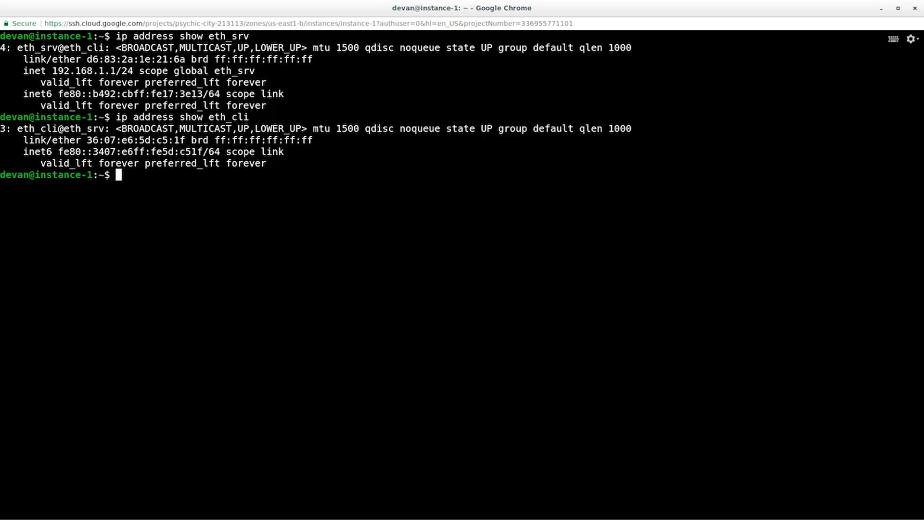 devan@instance-1: ~ - Google Chrome
Secure https://ssh.cloud.google.com/projects/psychic-city-213113/zones/us-east1-b/instances/instance-1?authuser=0&hl=en_US&projectNumber=336955771101
devan@instance-1:~$ ip address show eth_srv
4: eth_srv@eth_cli: <BROADCAST,MULTICAST,UP,LOWER_UP> mtu 1500 qdisc noqueue state UP group default qlen 1000
    link/ether d6:83:2a:1e:21:6a brd ff:ff:ff:ff:ff:ff
    inet 192.168.1.1/24 scope global eth_srv
       valid_lft forever preferred_lft forever
    inet6 fe80::b492:cbff:fe17:3e13/64 scope link
       valid_lft forever preferred_lft forever
devan@instance-1:~$ ip address show eth_cli
3: eth_cli@eth_srv: <BROADCAST,MULTICAST,UP,LOWER_UP> mtu 1500 qdisc noqueue state UP group default qlen 1000
    link/ether 36:07:e6:5d:c5:1f brd ff:ff:ff:ff:ff:ff
    inet6 fe80::3407:e6ff:fe5d:c51f/64 scope link
       valid_lft forever preferred_lft forever
devan@instance-1:~$